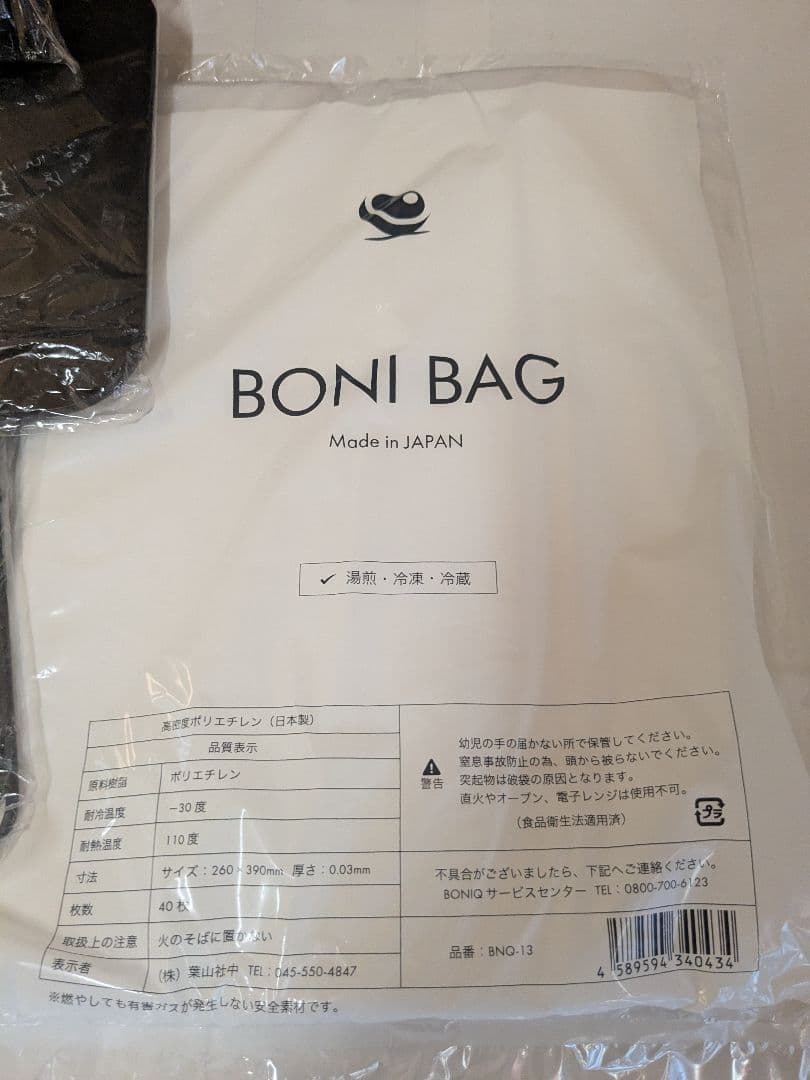 BONI BAG
Made in JAPAN
✓ 湯煎・冷凍・冷蔵
高密度ポリエチレン（日本製）
品質表示
原料樹脂 ポリエチレン
耐冷温度 −30度
耐熱温度 110度
寸法 サイズ：260×390mm 厚さ：0.03mm
枚数 40枚
取扱上の注意 火のそばに置かない
表示者 （株）葉山社中 TEL：045-550-4847
※燃やしても有害ガスが発生しない安全素材です。
警告
幼児の手の届かない所で保管してください。
窒息事故防止の為、頭から被らないでください。
突起物は破袋の原因となります。
直火やオーブン、電子レンジは使用不可。
（食品衛生法適用済）
プラ
不具合がございましたら、下記へご連絡ください。
BONIQ サービスセンター TEL：0800-700-6123
品番：BNQ-13
4 589594 340434